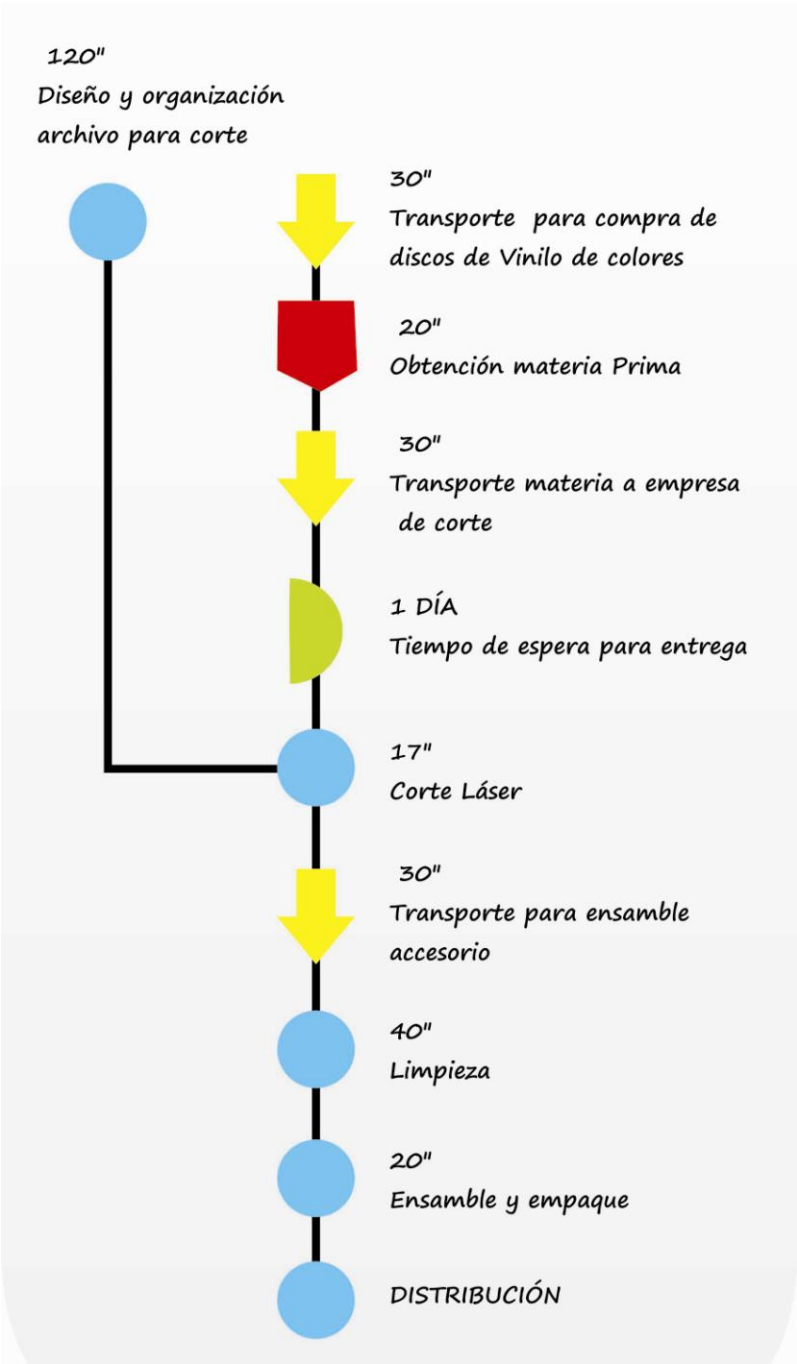 120"
Diseño y organización
archivo para corte
30"
Transporte para compra de
discos de Vinilo de colores
20"
Obtención materia Prima
30"
Transporte materia a empresa
de corte
1 DÍA
Tiempo de espera para entrega
17"
Corte Láser
30"
Transporte para ensamble
accesorio
40"
Limpieza
20"
Ensamble y empaque
DISTRIBUCIÓN